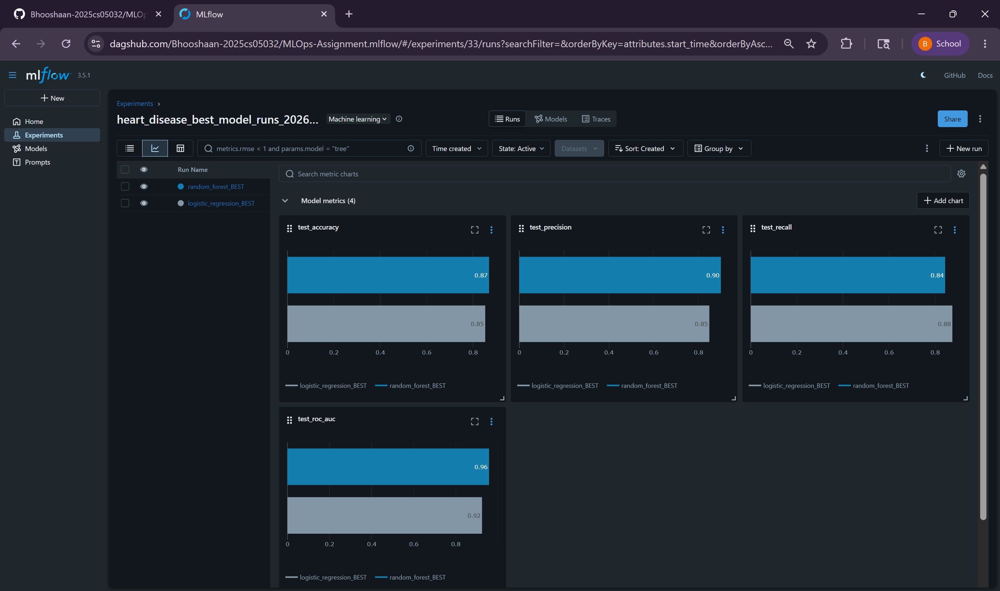 Bhooshaan-2025cs05032/MLOp
MLflow
dagshub.com/Bhooshaan-2025cs05032/MLOps-Assignment.mlflow/#/experiments/33/runs?searchFilter=&orderByKey=attributes.start_time&orderByAsc...
B School
mlflow 3.5.1
GitHub Docs
New
Home
Experiments
Models
Prompts
Experiments
heart_disease_best_model_runs_2026... Machine learning
Runs Models Traces
Share
metrics.rmse < 1 and params.model = "tree"
Time created State: Active Datasets Sort: Created Group by
New run
Run Name
random_forest_BEST
logistic_regression_BEST
Search metric charts
Model metrics (4)
Add chart
test_accuracy
0.87
0.85
0 0.2 0.4 0.6 0.8
logistic_regression_BEST random_forest_BEST
test_precision
0.90
0.85
0 0.2 0.4 0.6 0.8
logistic_regression_BEST random_forest_BEST
test_recall
0.84
0.88
0 0.2 0.4 0.6 0.8
logistic_regression_BEST random_forest_BEST
test_roc_auc
0.96
0.92
0 0.2 0.4 0.6 0.8
logistic_regression_BEST random_forest_BEST